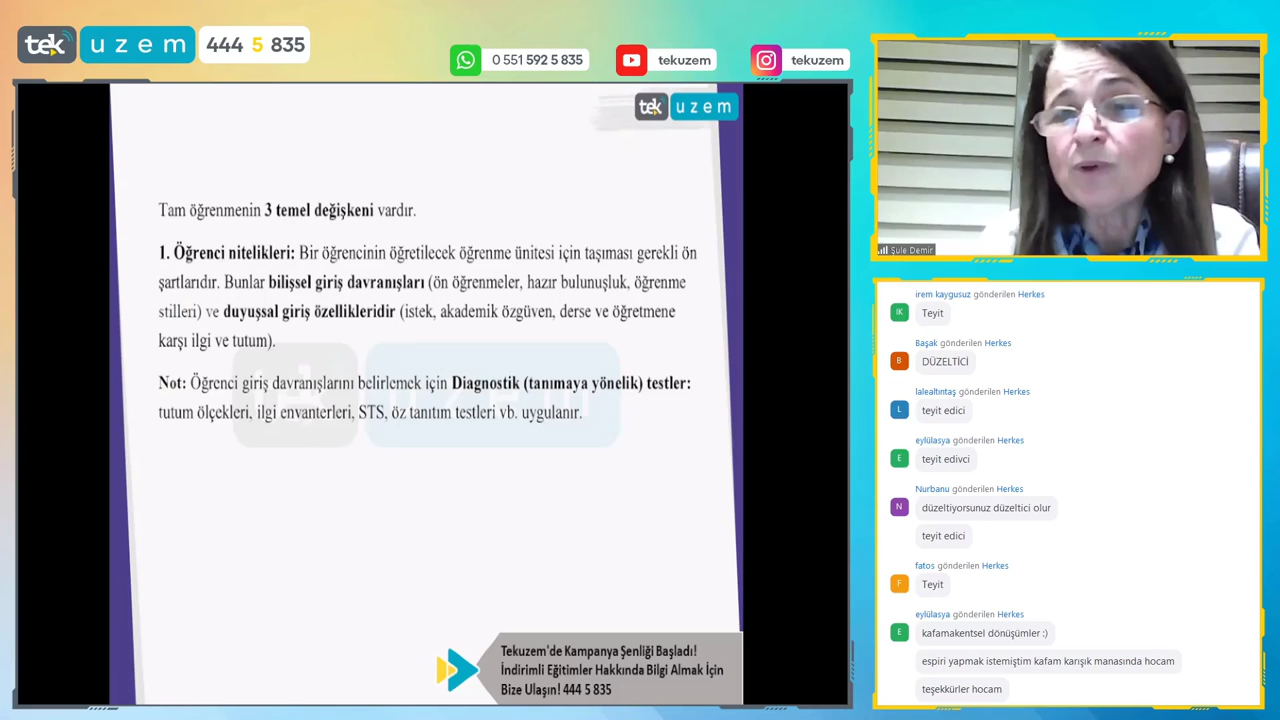 tek uzem 444 5 835
0 551 592 5 835
tekuzem
tekuzem
tek uzem
Tam öğrenmenin 3 temel değişkeni vardır.
1. Öğrenci nitelikleri: Bir öğrencinin öğretilecek öğrenme ünitesi için taşıması gerekli ön
şartlarıdır. Bunlar bilişsel giriş davranışları (ön öğrenmeler, hazır bulunuşluk, öğrenme
stilleri) ve duyuşsal giriş özellikleridir (istek, akademik özgüven, derse ve öğretmene
karşı ilgi ve tutum).
Not: Öğrenci giriş davranışlarını belirlemek için Diagnostik (tanımaya yönelik) testler:
tutum ölçekleri, ilgi envanterleri, STS, öz tanıtım testleri vb. uygulanır.
Tekuzem'de Kampanya Şenliği Başladı!
İndirimli Eğitimler Hakkında Bilgi Almak İçin
Bize Ulaşın! 444 5 835
Şule Demir
irem kaygusuz gönderilen Herkes
IK Teyit
Başak gönderilen Herkes
B DÜZELTİCİ
lalealtıntaş gönderilen Herkes
L teyit edici
eylülasya gönderilen Herkes
E teyit edivci
Nurbanu gönderilen Herkes
N düzeltiyorsunuz düzeltici olur
teyit edici
fatos gönderilen Herkes
F Teyit
eylülasya gönderilen Herkes
E kafamakentsel dönüşümler :)
espiri yapmak istemiştim kafam karışık manasında hocam
teşekkürler hocam